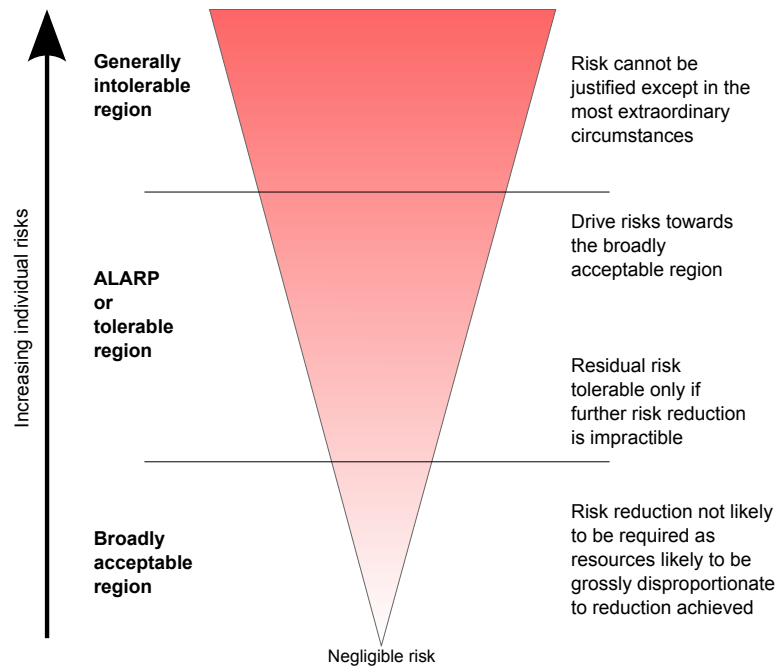 Increasing individual risks
Generally
intolerable
region
Risk cannot be
justified except in the
most extraordinary
circumstances
ALARP
or
tolerable
region
Drive risks towards
the broadly
acceptable region
Residual risk
tolerable only if
further risk reduction
is impractible
Broadly
acceptable
region
Risk reduction not likely
to be required as
resources likely to be
grossly disproportionate
to reduction achieved
Negligible risk